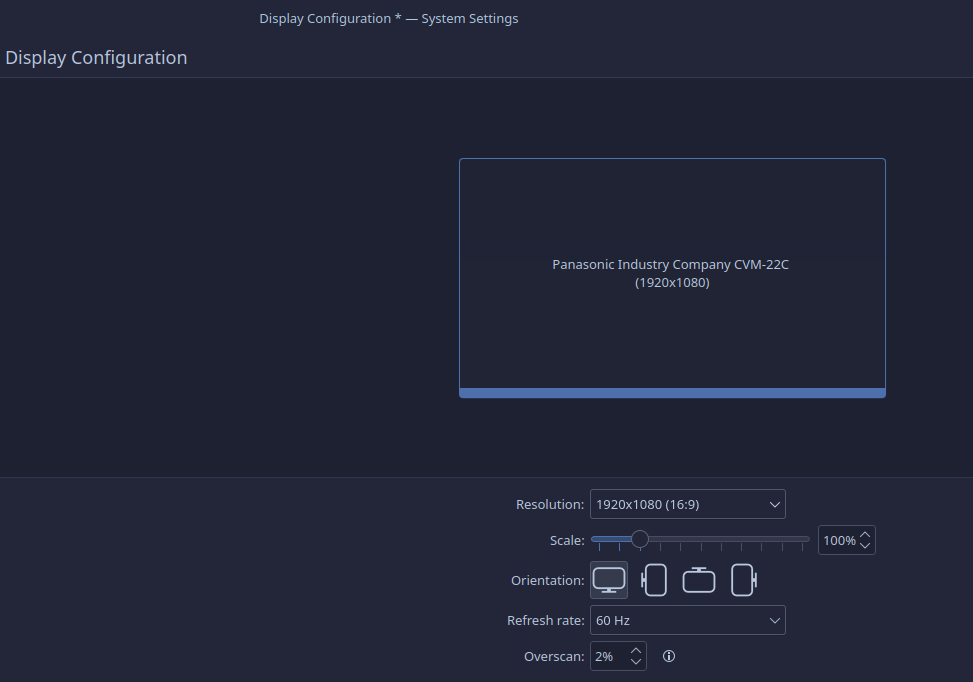 Display Configuration * — System Settings
Display Configuration
Panasonic Industry Company CVM-22C
(1920x1080)
Resolution: 1920x1080 (16:9)
Scale: 100%
Orientation:
Refresh rate: 60 Hz
Overscan: 2%